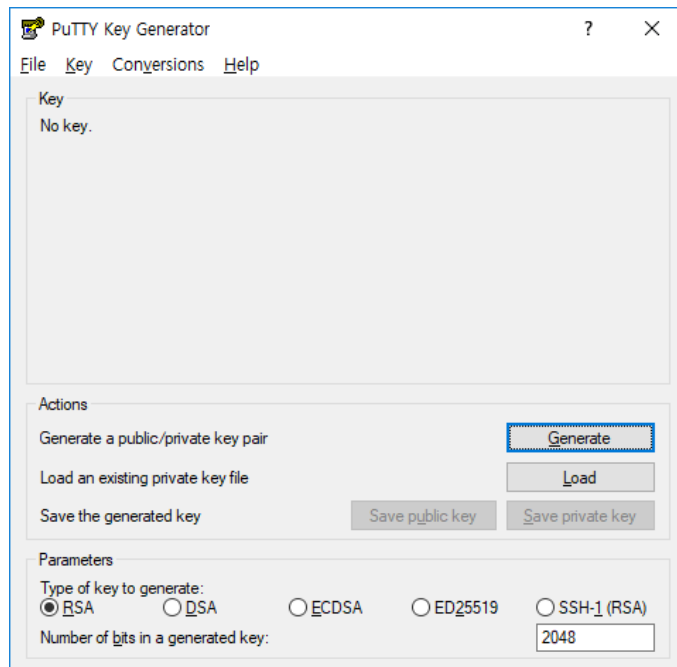 PuTTY Key Generator ?
File Key Conversions Help
Key
No key.
Actions
Generate a public/private key pair Generate
Load an existing private key file Load
Save the generated key Save public key Save private key
Parameters
Type of key to generate:
RSA DSA ECDSA ED25519 SSH-1 (RSA)
Number of bits in a generated key: 2048